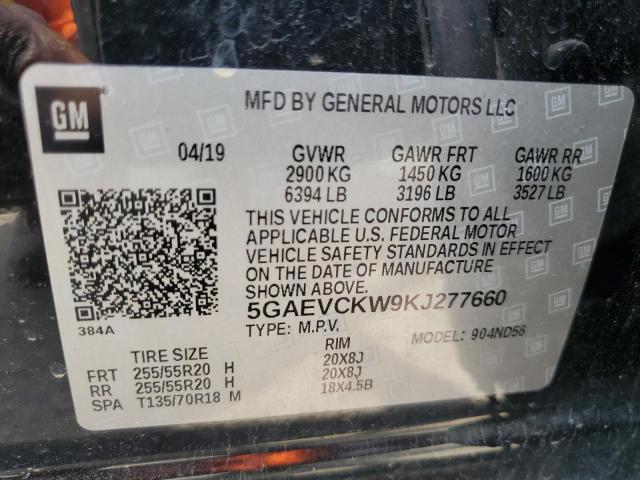 GM
MFD BY GENERAL MOTORS LLC
04/19 GVWR GAWR FRT GAWR RR
2900 KG 1450 KG 1600 KG
6394 LB 3196 LB 3527 LB
THIS VEHICLE CONFORMS TO ALL
APPLICABLE U.S. FEDERAL MOTOR
VEHICLE SAFETY STANDARDS IN EFFECT
ON THE DATE OF MANUFACTURE
SHOWN ABOVE.
384A
5GAEVCKW9KJ277660
TYPE: M.P.V. MODEL: 904ND56
TIRE SIZE RIM
FRT 255/55R20 H 20X8J
RR 255/55R20 H 20X8J
SPA T135/70R18 M 18X4.5B